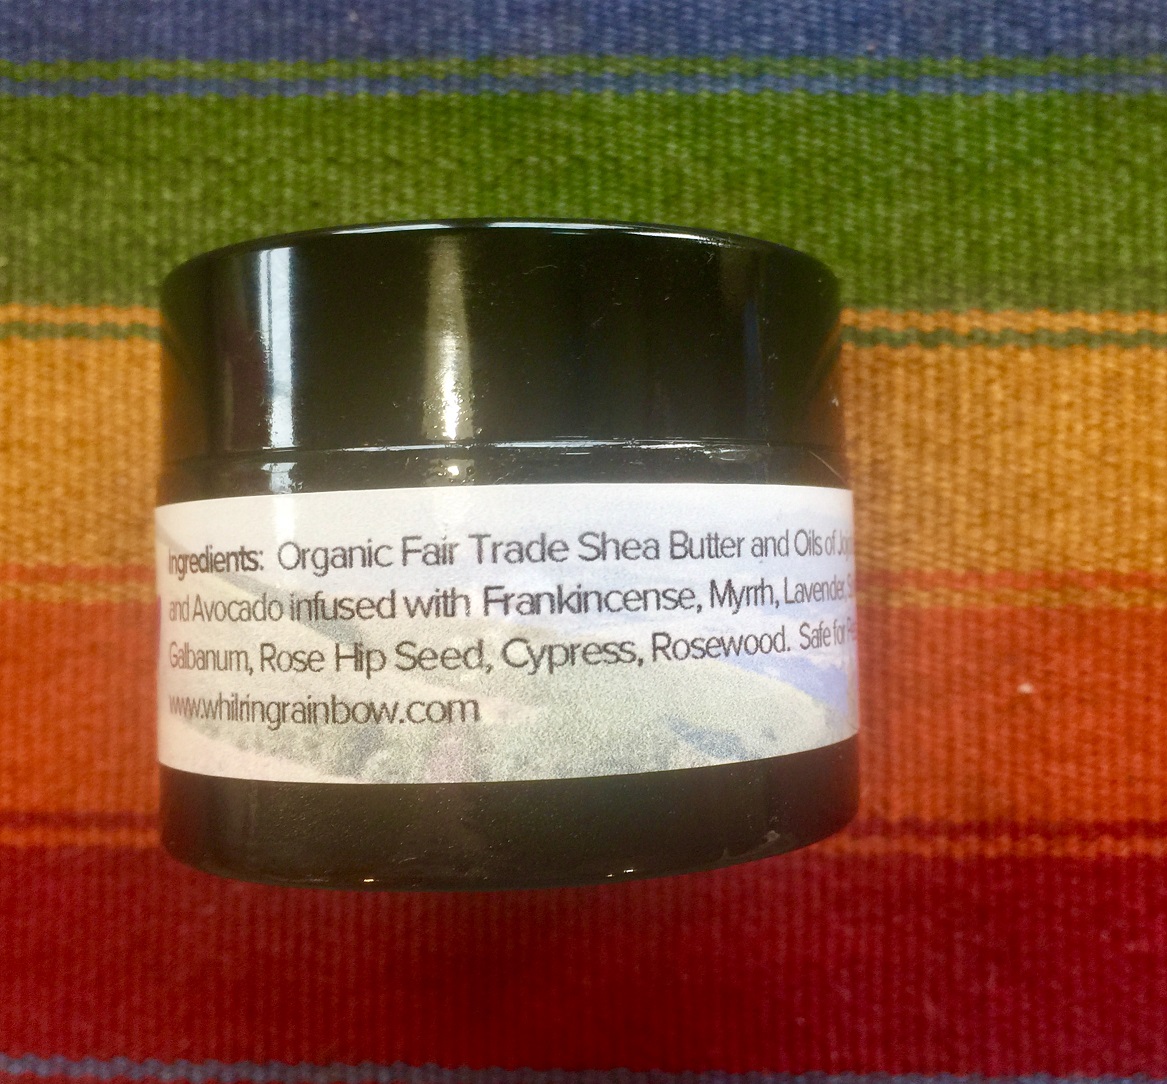 Ingredients: Organic Fair Trade Shea Butter and Oils of
and Avocado infused with Frankincense, Myrrh, Lavender,
Galbanum, Rose Hip Seed, Cypress, Rosewood. Safe for
www.whilringrainbow.com